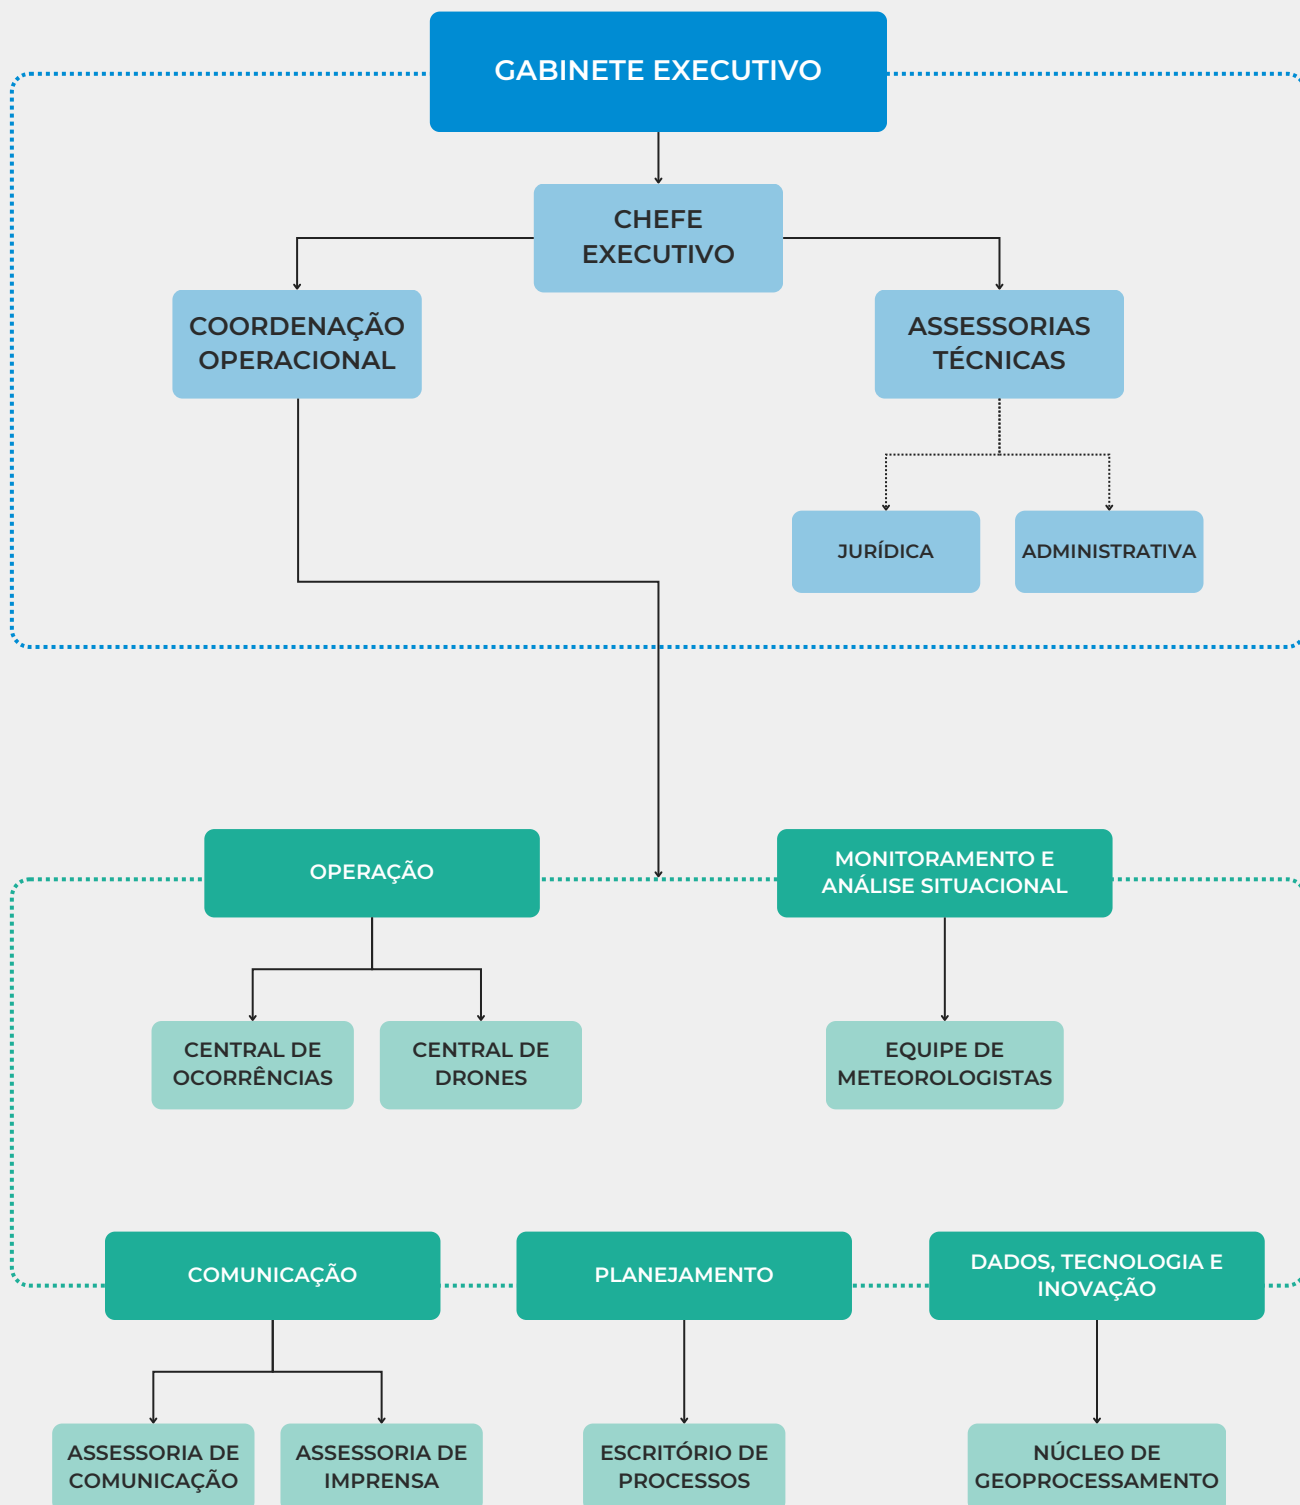 GABINETE EXECUTIVO
CHEFE
EXECUTIVO
COORDENAÇÃO
OPERACIONAL
ASSESSORIAS
TÉCNICAS
JURÍDICA
ADMINISTRATIVA
OPERAÇÃO
MONITORAMENTO E
ANÁLISE SITUACIONAL
CENTRAL DE
OCORRÊNCIAS
CENTRAL DE
DRONES
EQUIPE DE
METEOROLOGISTAS
COMUNICAÇÃO
PLANEJAMENTO
DADOS, TECNOLOGIA E
INOVAÇÃO
ASSESSORIA DE
COMUNICAÇÃO
ASSESSORIA DE
IMPRENSA
ESCRITÓRIO DE
PROCESSOS
NÚCLEO DE
GEOPROCESSAMENTO